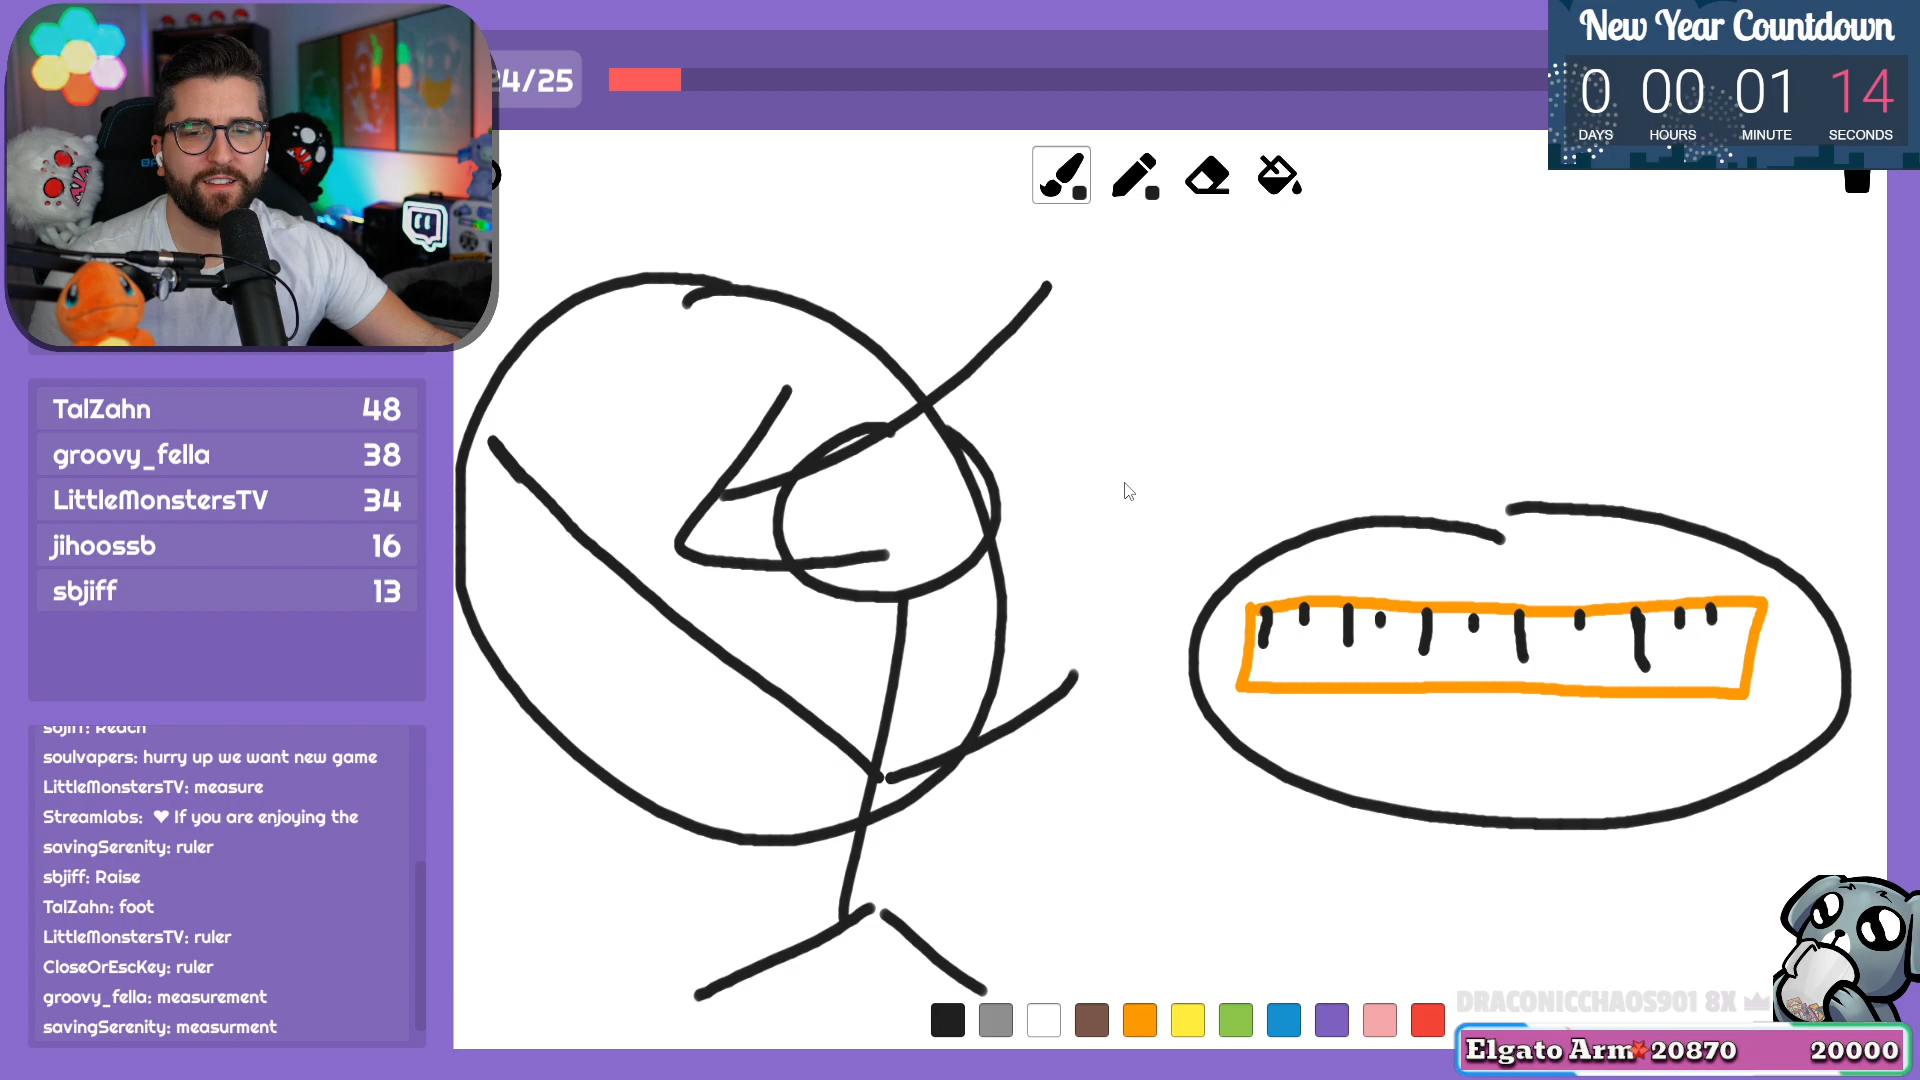 New Year Countdown
0 00 01 14
DAYS HOURS MINUTE SECONDS
24/25
TalZahn 48
groovy_fella 38
LittleMonstersTV 34
jihoossb 16
sbjiff 13
sbjiff: Reach
soulvapers: hurry up we want new game
LittleMonstersTV: measure
Streamlabs: ♥ If you are enjoying the
savingSerenity: ruler
sbjiff: Raise
TalZahn: foot
LittleMonstersTV: ruler
CloseOrEscKey: ruler
groovy_fella: measurement
savingSerenity: measurment
DRACONICCHAOS901 8X
Elgato Arm 20870 20000